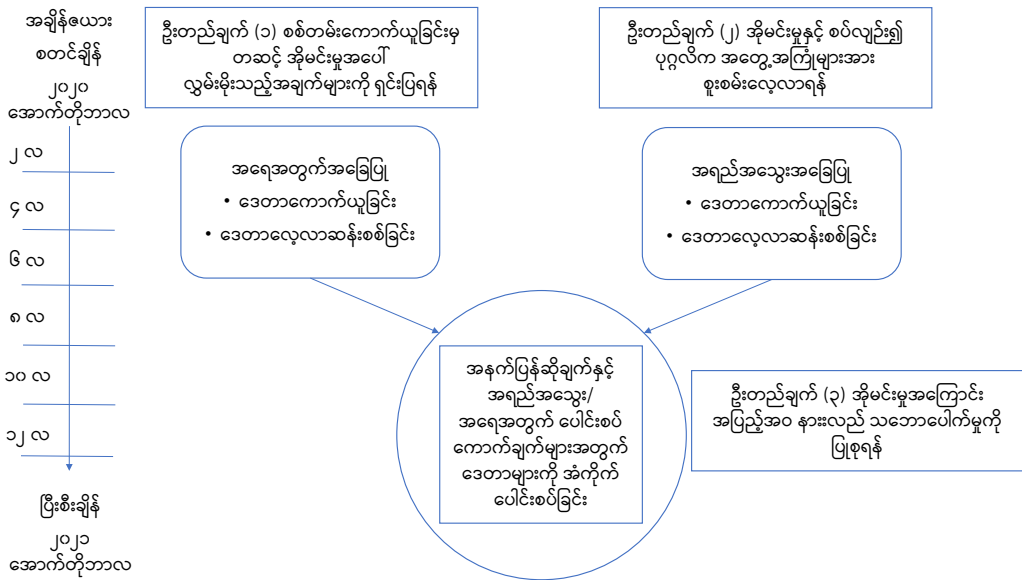 အချိန်ဇယား
စတင်ချိန်
၂၀၂၀
အောက်တိုဘာလ
၂ လ
၄ လ
၆ လ
၈ လ
၁၀ လ
၁၂ လ
ပြီးစီးချိန်
၂၀၂၁
အောက်တိုဘာလ
ဦးတည်ချက် (၁) စစ်တမ်းကောက်ယူခြင်းမှ
တဆင့် အိုမင်းမှုအပေါ်
လွှမ်းမိုးသည့်အချက်များကို ရှင်းပြရန်
ဦးတည်ချက် (၂) အိုမင်းမှုနှင့် စပ်လျဉ်း၍
ပုဂ္ဂလိက အတွေ့အကြုံများအား
စူးစမ်းလေ့လာရန်
အရေအတွက်အခြေပြု
• ဒေတာကောက်ယူခြင်း
• ဒေတာလေ့လာဆန်းစစ်ခြင်း
အရည်အသွေးအခြေပြု
• ဒေတာကောက်ယူခြင်း
• ဒေတာလေ့လာဆန်းစစ်ခြင်း
အနက်ပြန်ဆိုချက်နှင့်
အရည်အသွေး/
အရေအတွက် ပေါင်းစပ်
ကောက်ချက်များအတွက်
ဒေတာများကို အံကိုက်
ပေါင်းစပ်ခြင်း
ဦးတည်ချက် (၃) အိုမင်းမှုအကြောင်း
အပြည့်အဝ နားးလည် သဘောပေါက်မှုကို
ပြုစုရန်